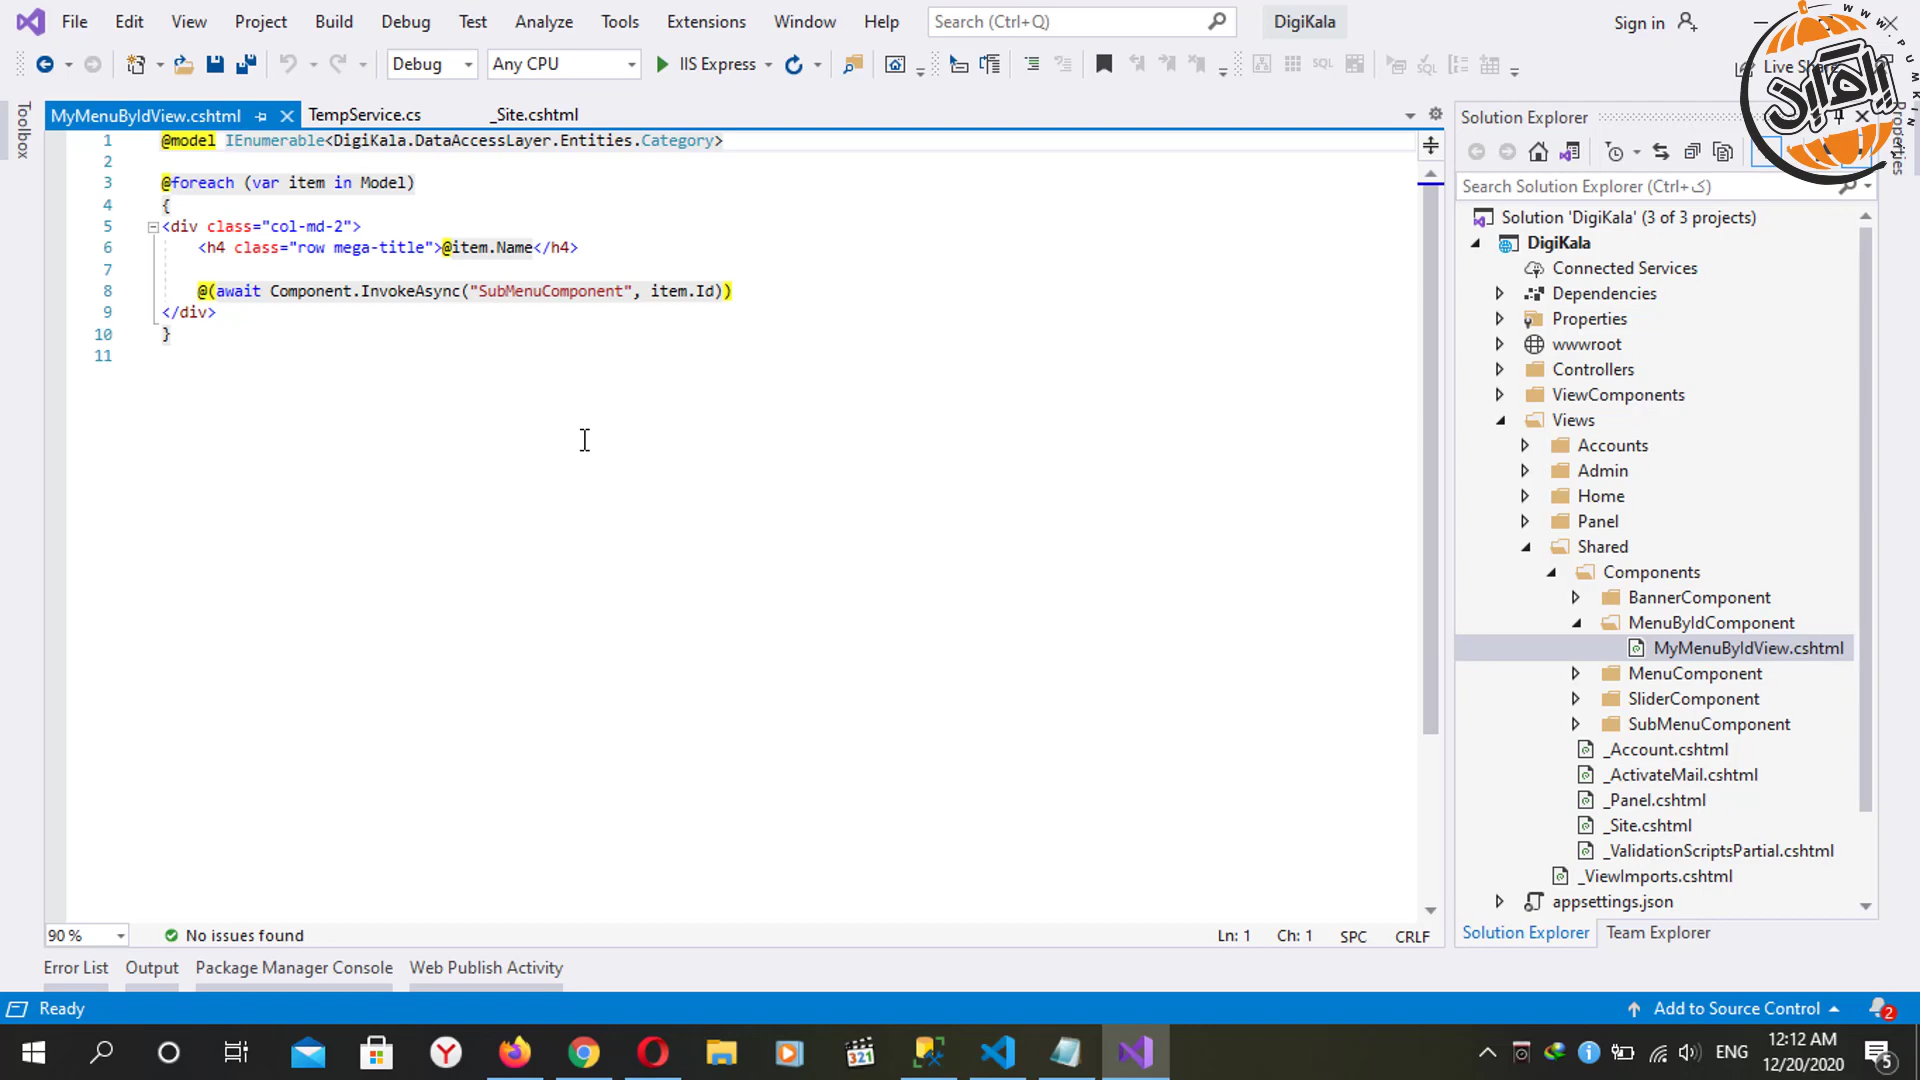 File Edit View Project Build Debug Test Analyze Tools Extensions Window Help Search (Ctrl+Q) DigiKala Sign in
Debug Any CPU IIS Express Live Share
Toolbox
MyMenuByIdView.cshtml TempService.cs _Site.cshtml
1 @model IEnumerable<DigiKala.DataAccessLayer.Entities.Category>
2
3 @foreach (var item in Model)
4 {
5 <div class="col-md-2">
6 <h4 class="row mega-title">@item.Name</h4>
7
8 @(await Component.InvokeAsync("SubMenuComponent", item.Id))
9 </div>
10 }
11
90 % No issues found Ln: 1 Ch: 1 SPC CRLF
Error List Output Package Manager Console Web Publish Activity
Solution Explorer
Search Solution Explorer (Ctrl+ک)
Solution 'DigiKala' (3 of 3 projects)
DigiKala
Connected Services
Dependencies
Properties
wwwroot
Controllers
ViewComponents
Views
Accounts
Admin
Home
Panel
Shared
Components
BannerComponent
MenuByIdComponent
MyMenuByIdView.cshtml
MenuComponent
SliderComponent
SubMenuComponent
_Account.cshtml
_ActivateMail.cshtml
_Panel.cshtml
_Site.cshtml
_ValidationScriptsPartial.cshtml
_ViewImports.cshtml
appsettings.json
Solution Explorer Team Explorer
Properties
Ready Add to Source Control 2
321 ENG 12:12 AM
12/20/2020 5